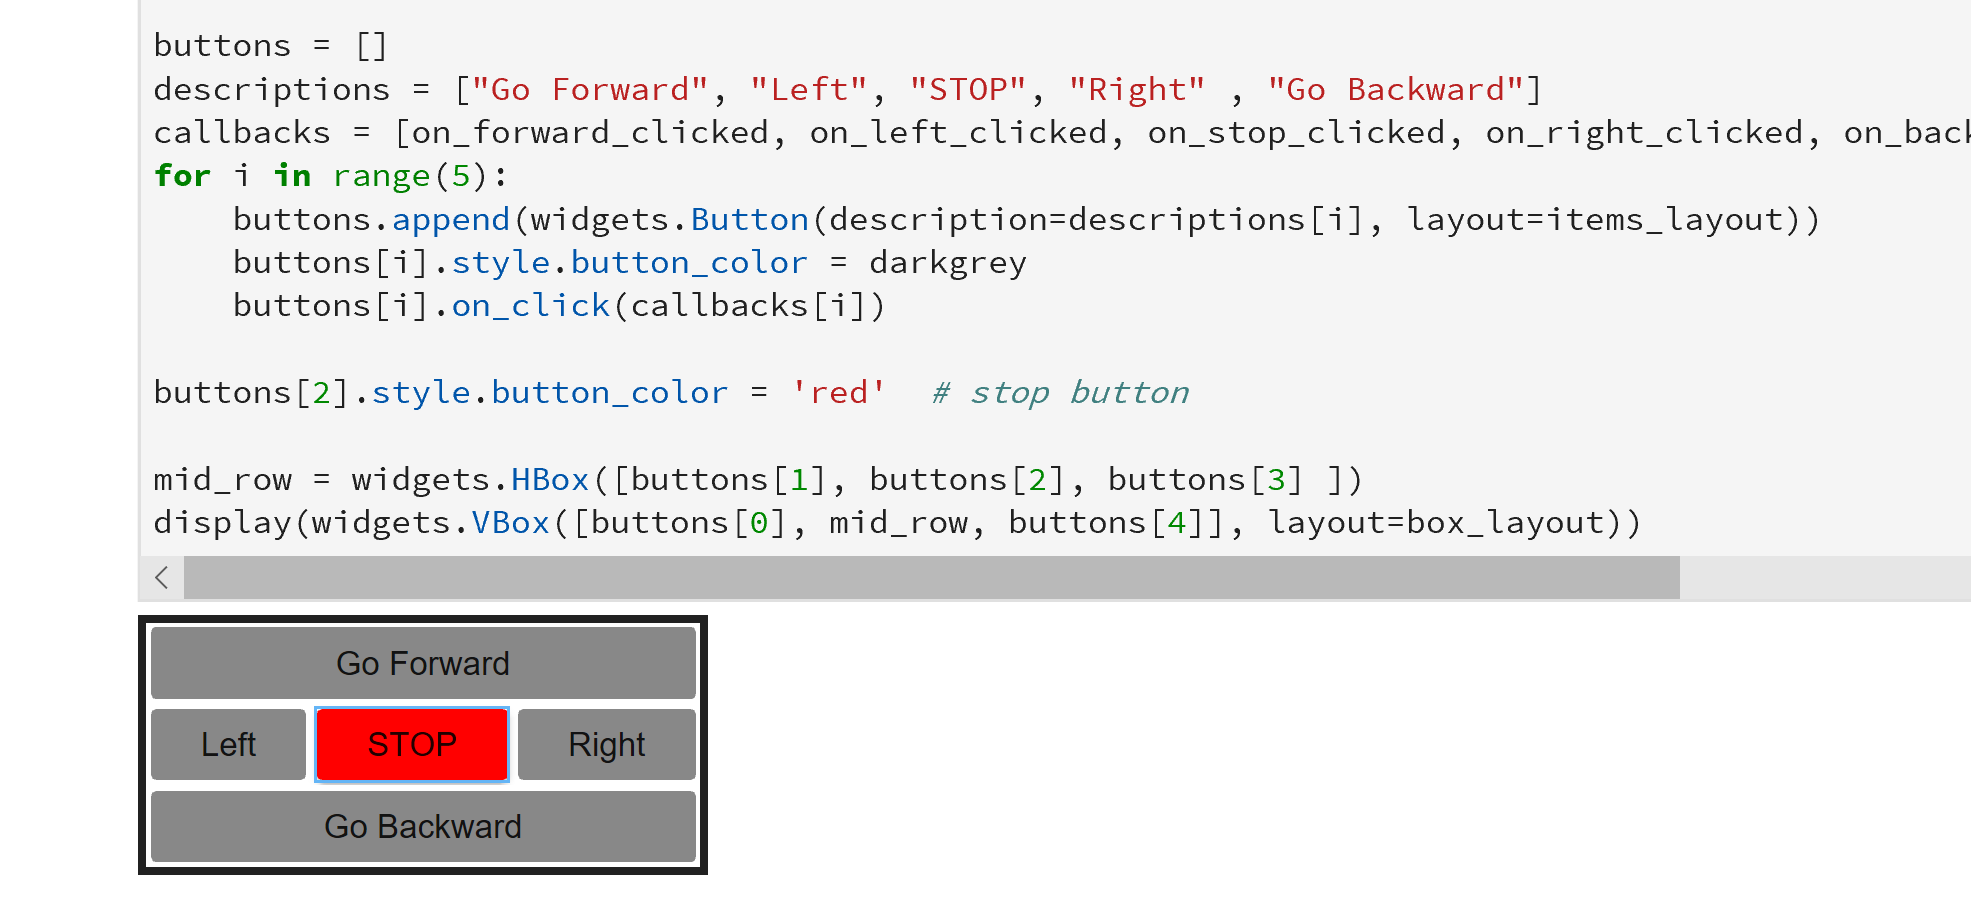 buttons = []
descriptions = ["Go Forward", "Left", "STOP", "Right" , "Go Backward"]
callbacks = [on_forward_clicked, on_left_clicked, on_stop_clicked, on_right_clicked, on_back
for i in range(5):
    buttons.append(widgets.Button(description=descriptions[i], layout=items_layout))
    buttons[i].style.button_color = darkgrey
    buttons[i].on_click(callbacks[i])
buttons[2].style.button_color = 'red'  # stop button
mid_row = widgets.HBox([buttons[1], buttons[2], buttons[3] ])
display(widgets.VBox([buttons[0], mid_row, buttons[4]], layout=box_layout))
Go Forward
Left STOP Right
Go Backward